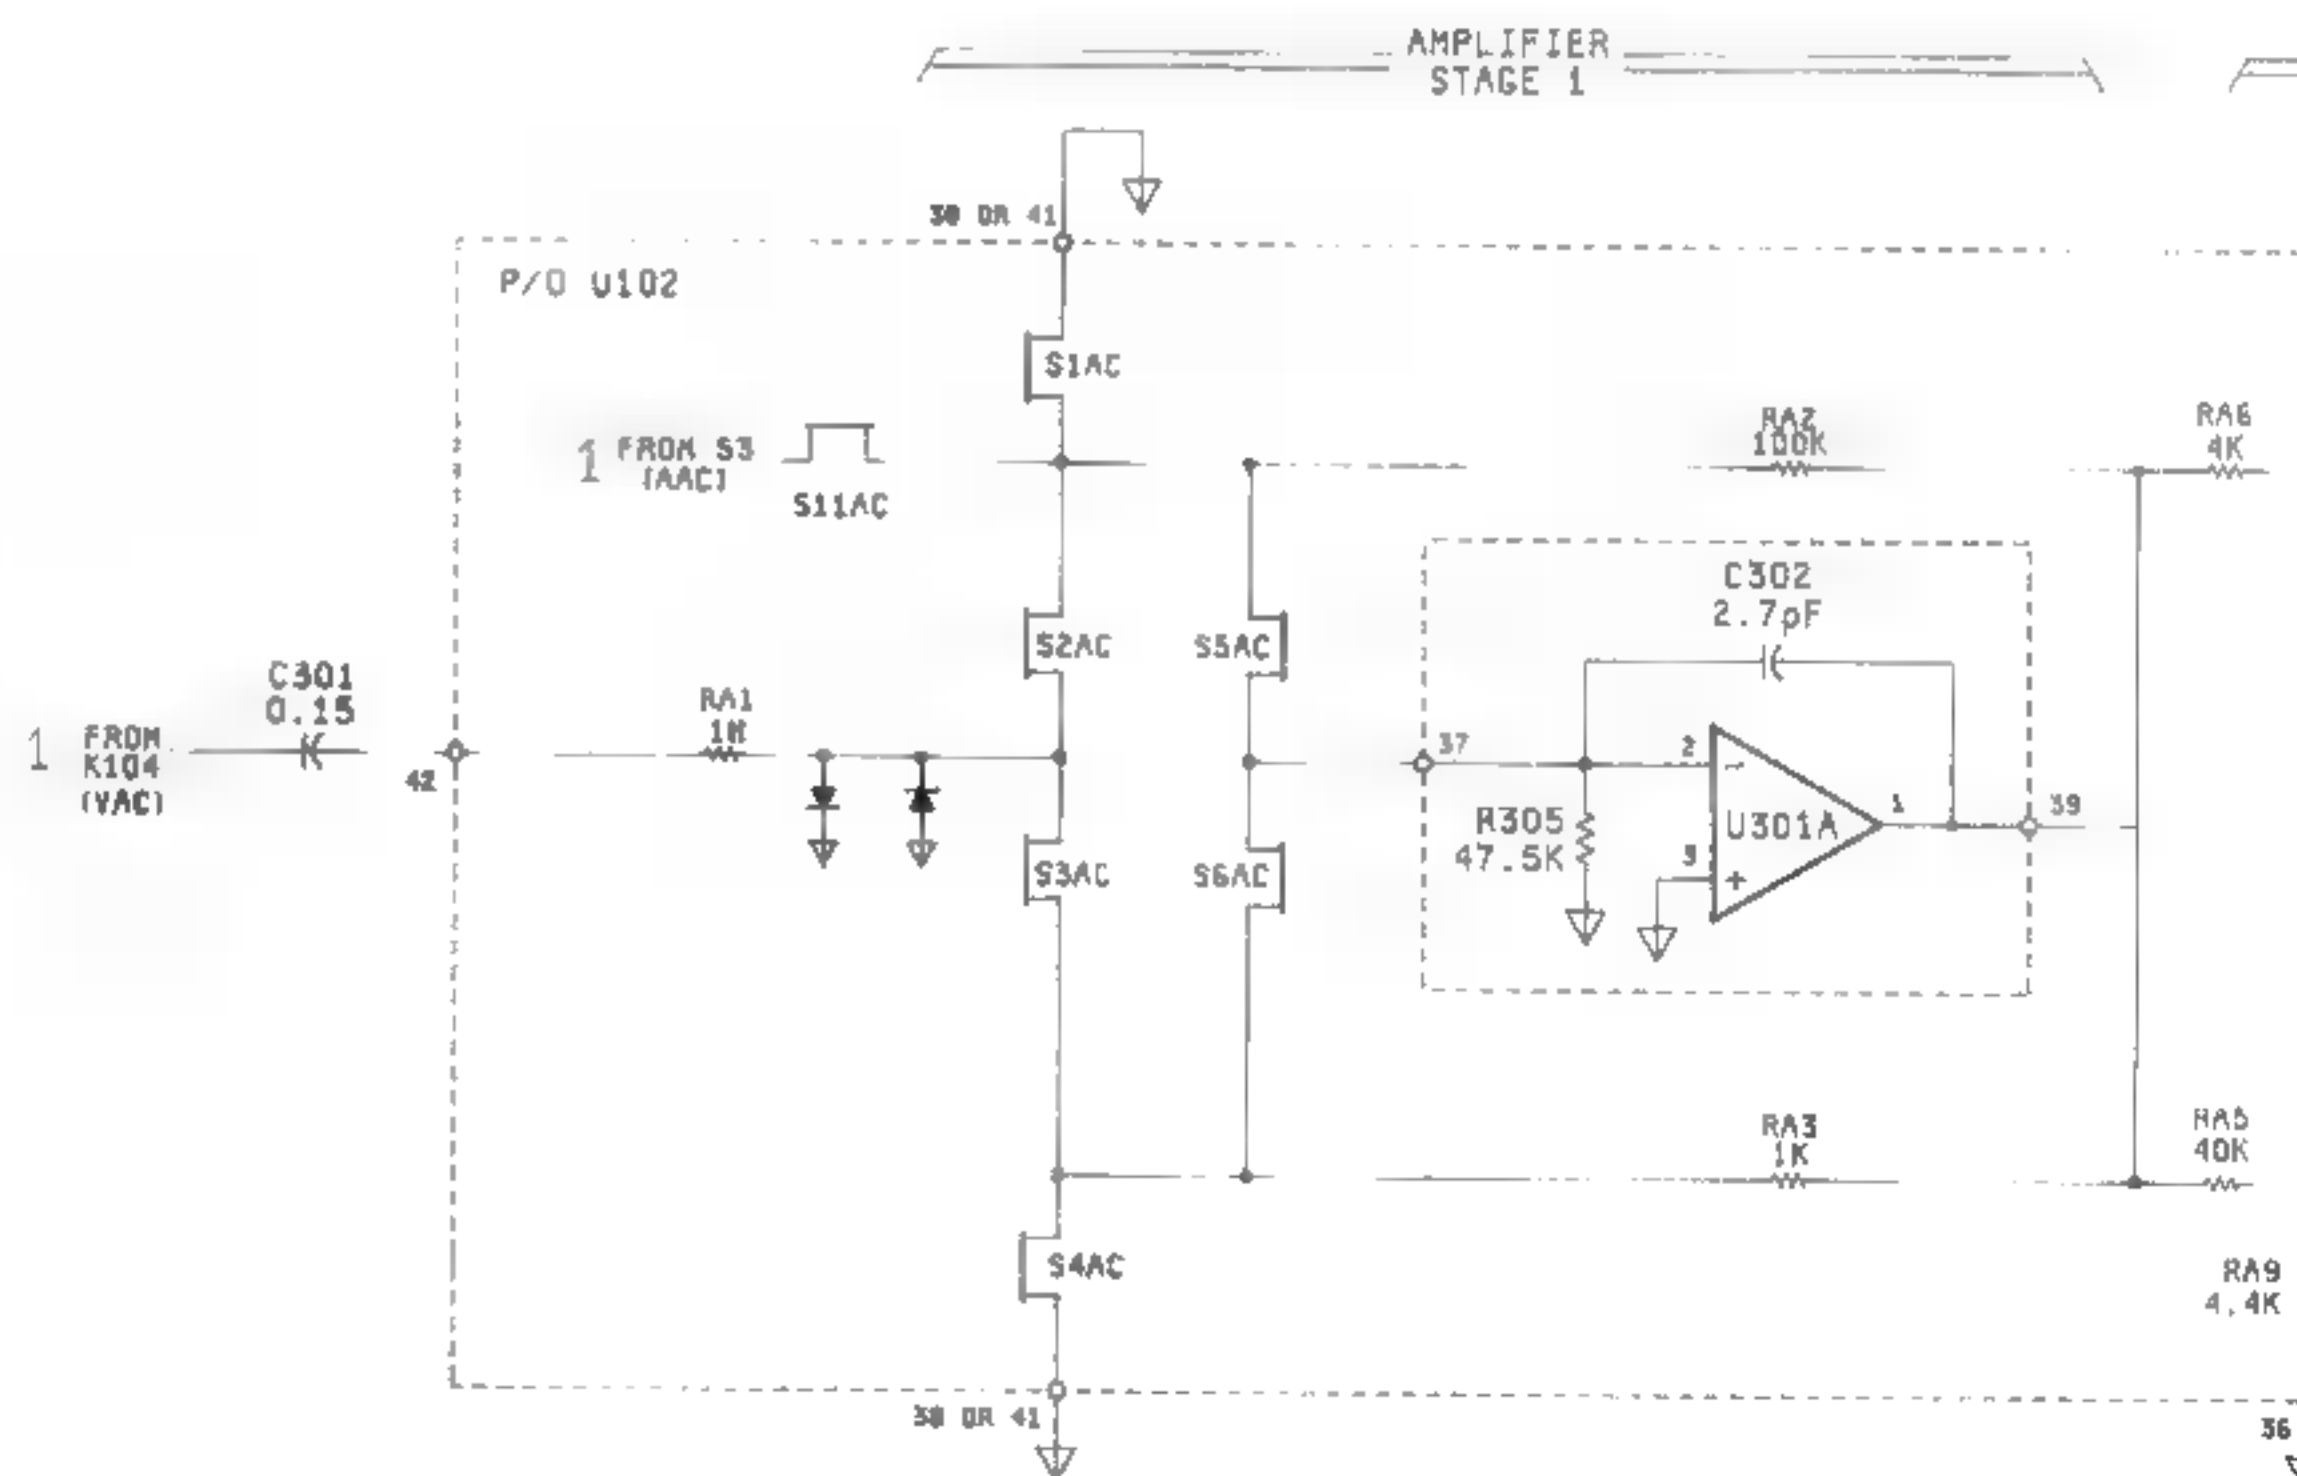 AMPLIFIER
STAGE 1
38 OR 41
P/O U102
S1AC
1 FROM S3
(AAC)
S11AC
RA2
100K
RA6
4K
C302
2.7pF
S2AC
S5AC
C301
0.15
RA1
1M
1 FROM
K104
(VAC)
42
37
2
-
R305
47.5K
U301A
1
39
3
+
S3AC
S6AC
RA3
1K
RA5
40K
S4AC
RA9
4.4K
38 OR 41
36